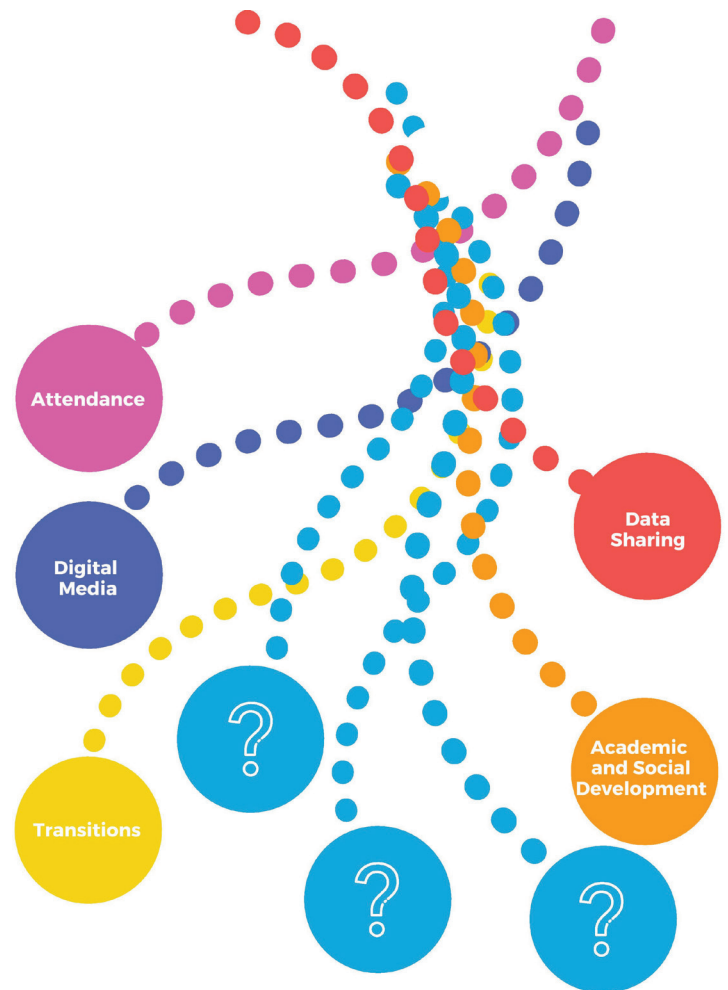 Attendance
Digital
Media
Data
Sharing
Transitions
?
Academic
and Social
Development
?
?